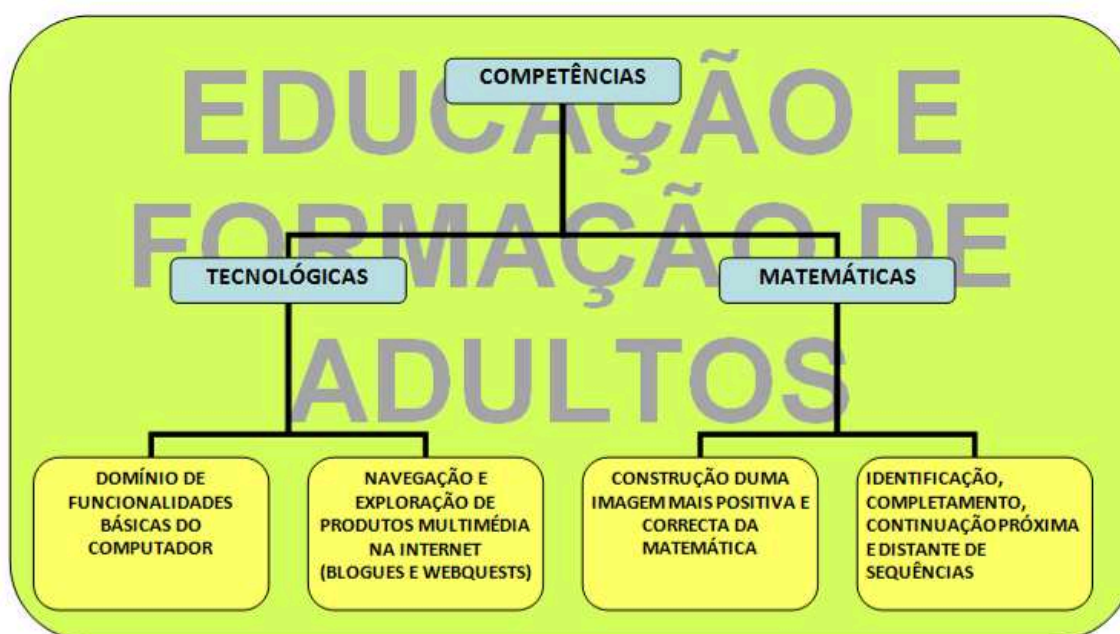 EDUCAÇÃO E
FORMAÇÃO DE
ADULTOS
COMPETÊNCIAS
TECNOLÓGICAS
MATEMÁTICAS
DOMÍNIO DE
FUNCIONALIDADES
BÁSICAS DO
COMPUTADOR
NAVEGAÇÃO E
EXPLORAÇÃO DE
PRODUTOS MULTIMÉDIA
NA INTERNET
(BLOGUES E WEBQUESTS)
CONSTRUÇÃO DUMA
IMAGEM MAIS POSITIVA E
CORRECTA DA
MATEMÁTICA
IDENTIFICAÇÃO,
COMPLETAMENTO,
CONTINUAÇÃO PRÓXIMA
E DISTANTE DE
SEQUÊNCIAS